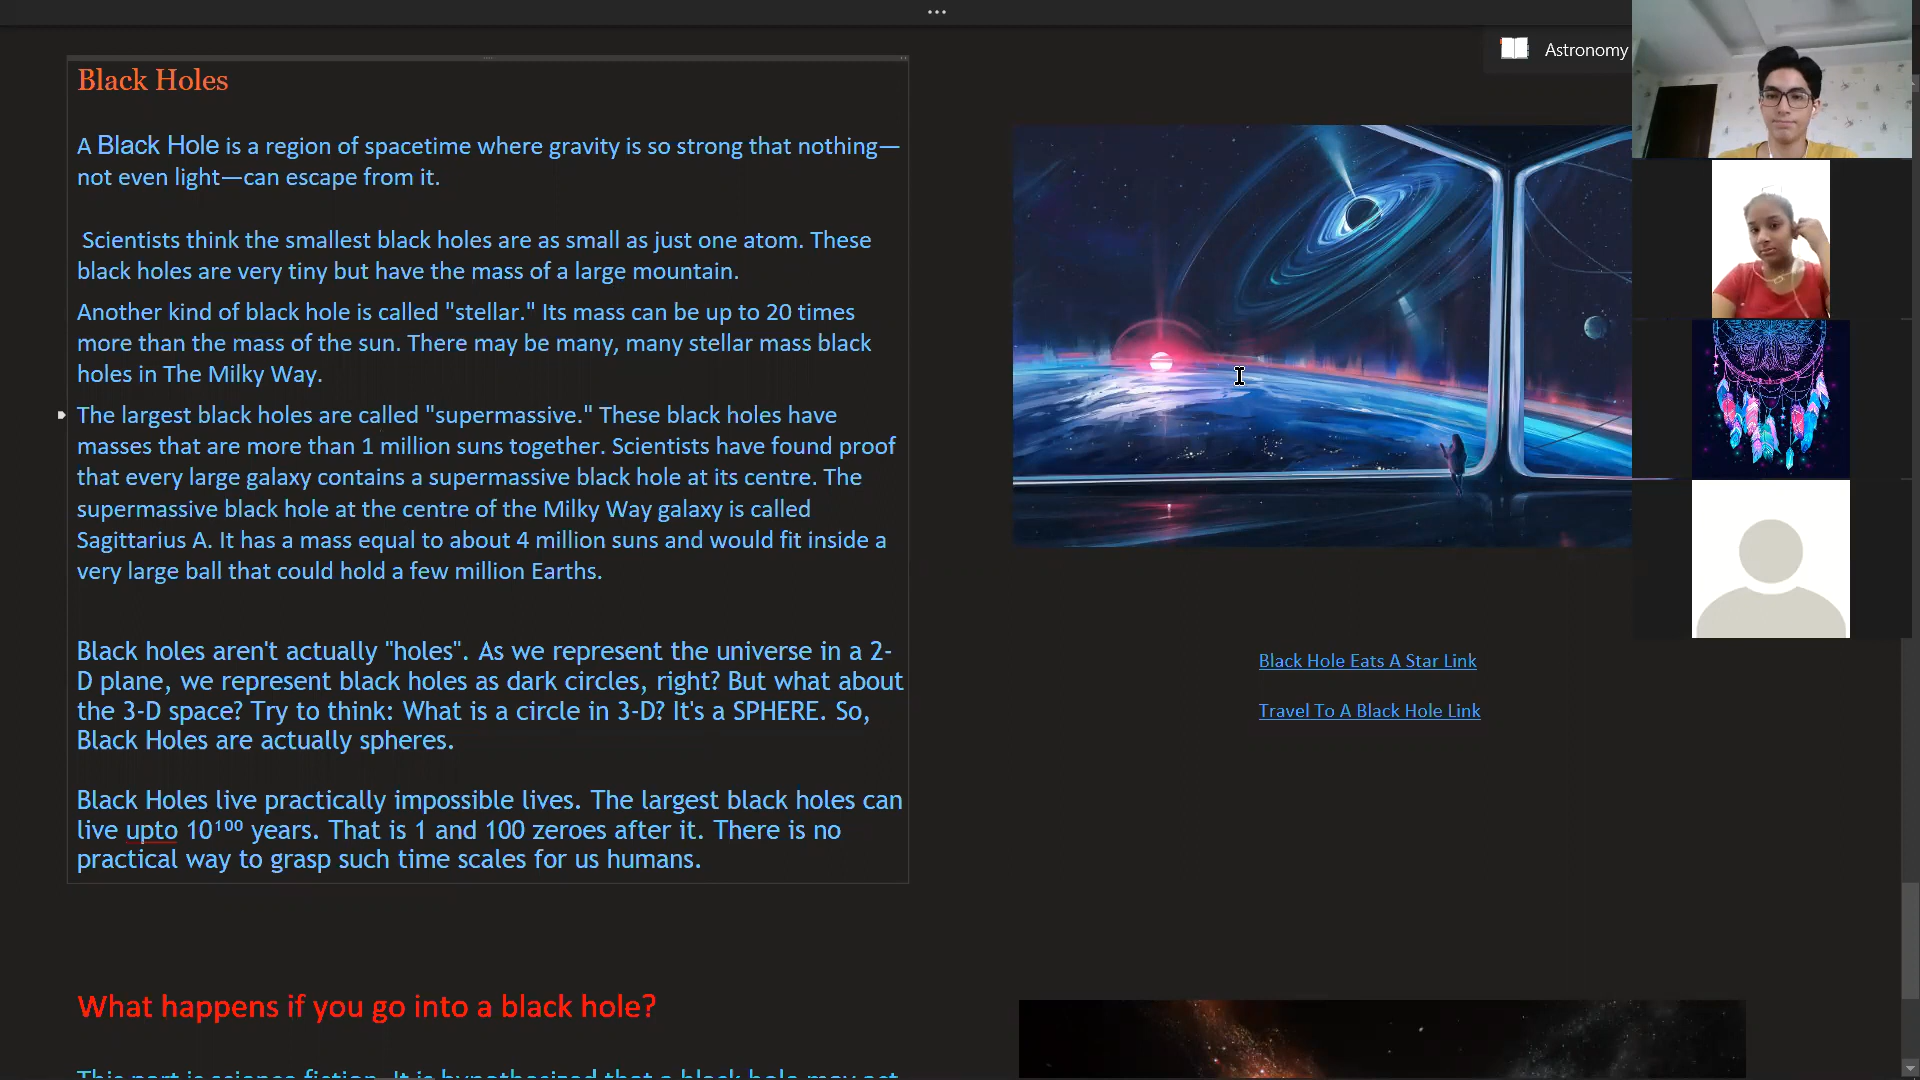 Astronomy
Black Holes
A Black Hole is a region of spacetime where gravity is so strong that nothing—
not even light—can escape from it.
Scientists think the smallest black holes are as small as just one atom. These
black holes are very tiny but have the mass of a large mountain.
Another kind of black hole is called "stellar." Its mass can be up to 20 times
more than the mass of the sun. There may be many, many stellar mass black
holes in The Milky Way.
The largest black holes are called "supermassive." These black holes have
masses that are more than 1 million suns together. Scientists have found proof
that every large galaxy contains a supermassive black hole at its centre. The
supermassive black hole at the centre of the Milky Way galaxy is called
Sagittarius A. It has a mass equal to about 4 million suns and would fit inside a
very large ball that could hold a few million Earths.
Black holes aren't actually "holes". As we represent the universe in a 2-
D plane, we represent black holes as dark circles, right? But what about
the 3-D space? Try to think: What is a circle in 3-D? It's a SPHERE. So,
Black Holes are actually spheres.
Black Holes live practically impossible lives. The largest black holes can
live upto 10¹⁰⁰ years. That is 1 and 100 zeroes after it. There is no
practical way to grasp such time scales for us humans.
Black Hole Eats A Star Link
Travel To A Black Hole Link
What happens if you go into a black hole?
This part is science fiction. It is hypothesized that a black hole may act